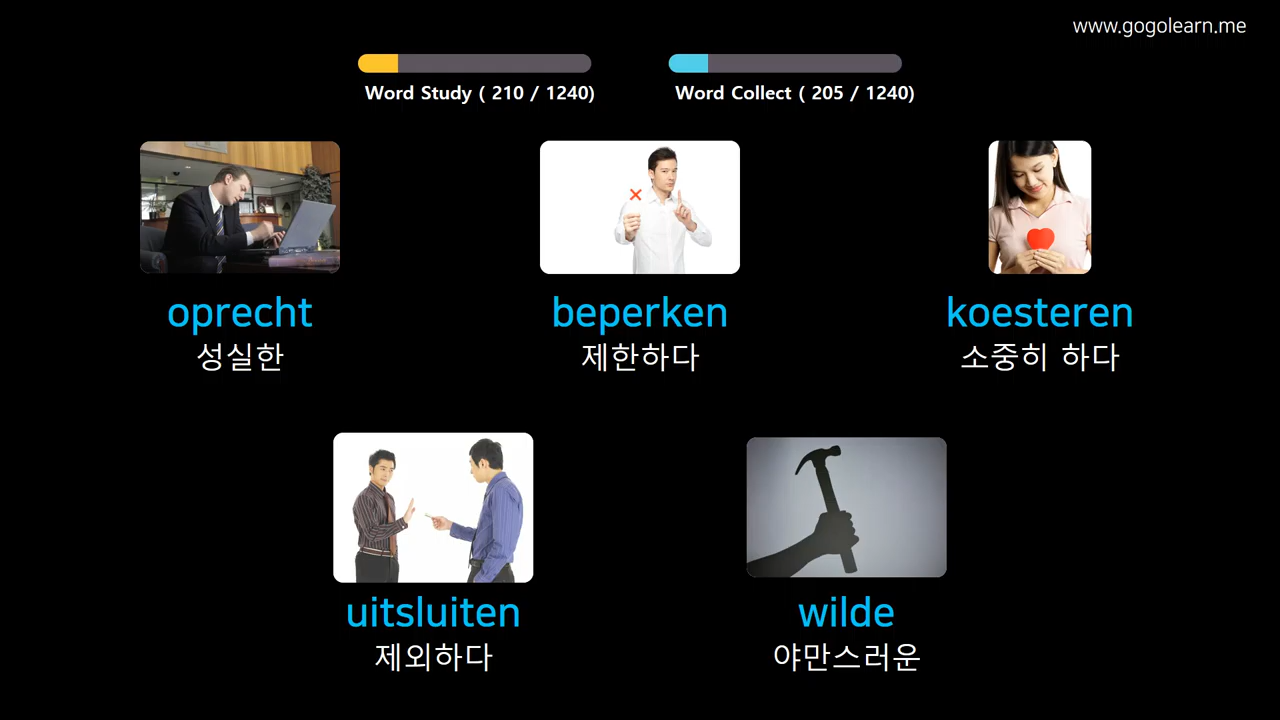 www.gogolearn.me
Word Study ( 210 / 1240)
Word Collect ( 205 / 1240)
oprecht
성실한
beperken
제한하다
koesteren
소중히 하다
uitsluiten
제외하다
wilde
야만스러운